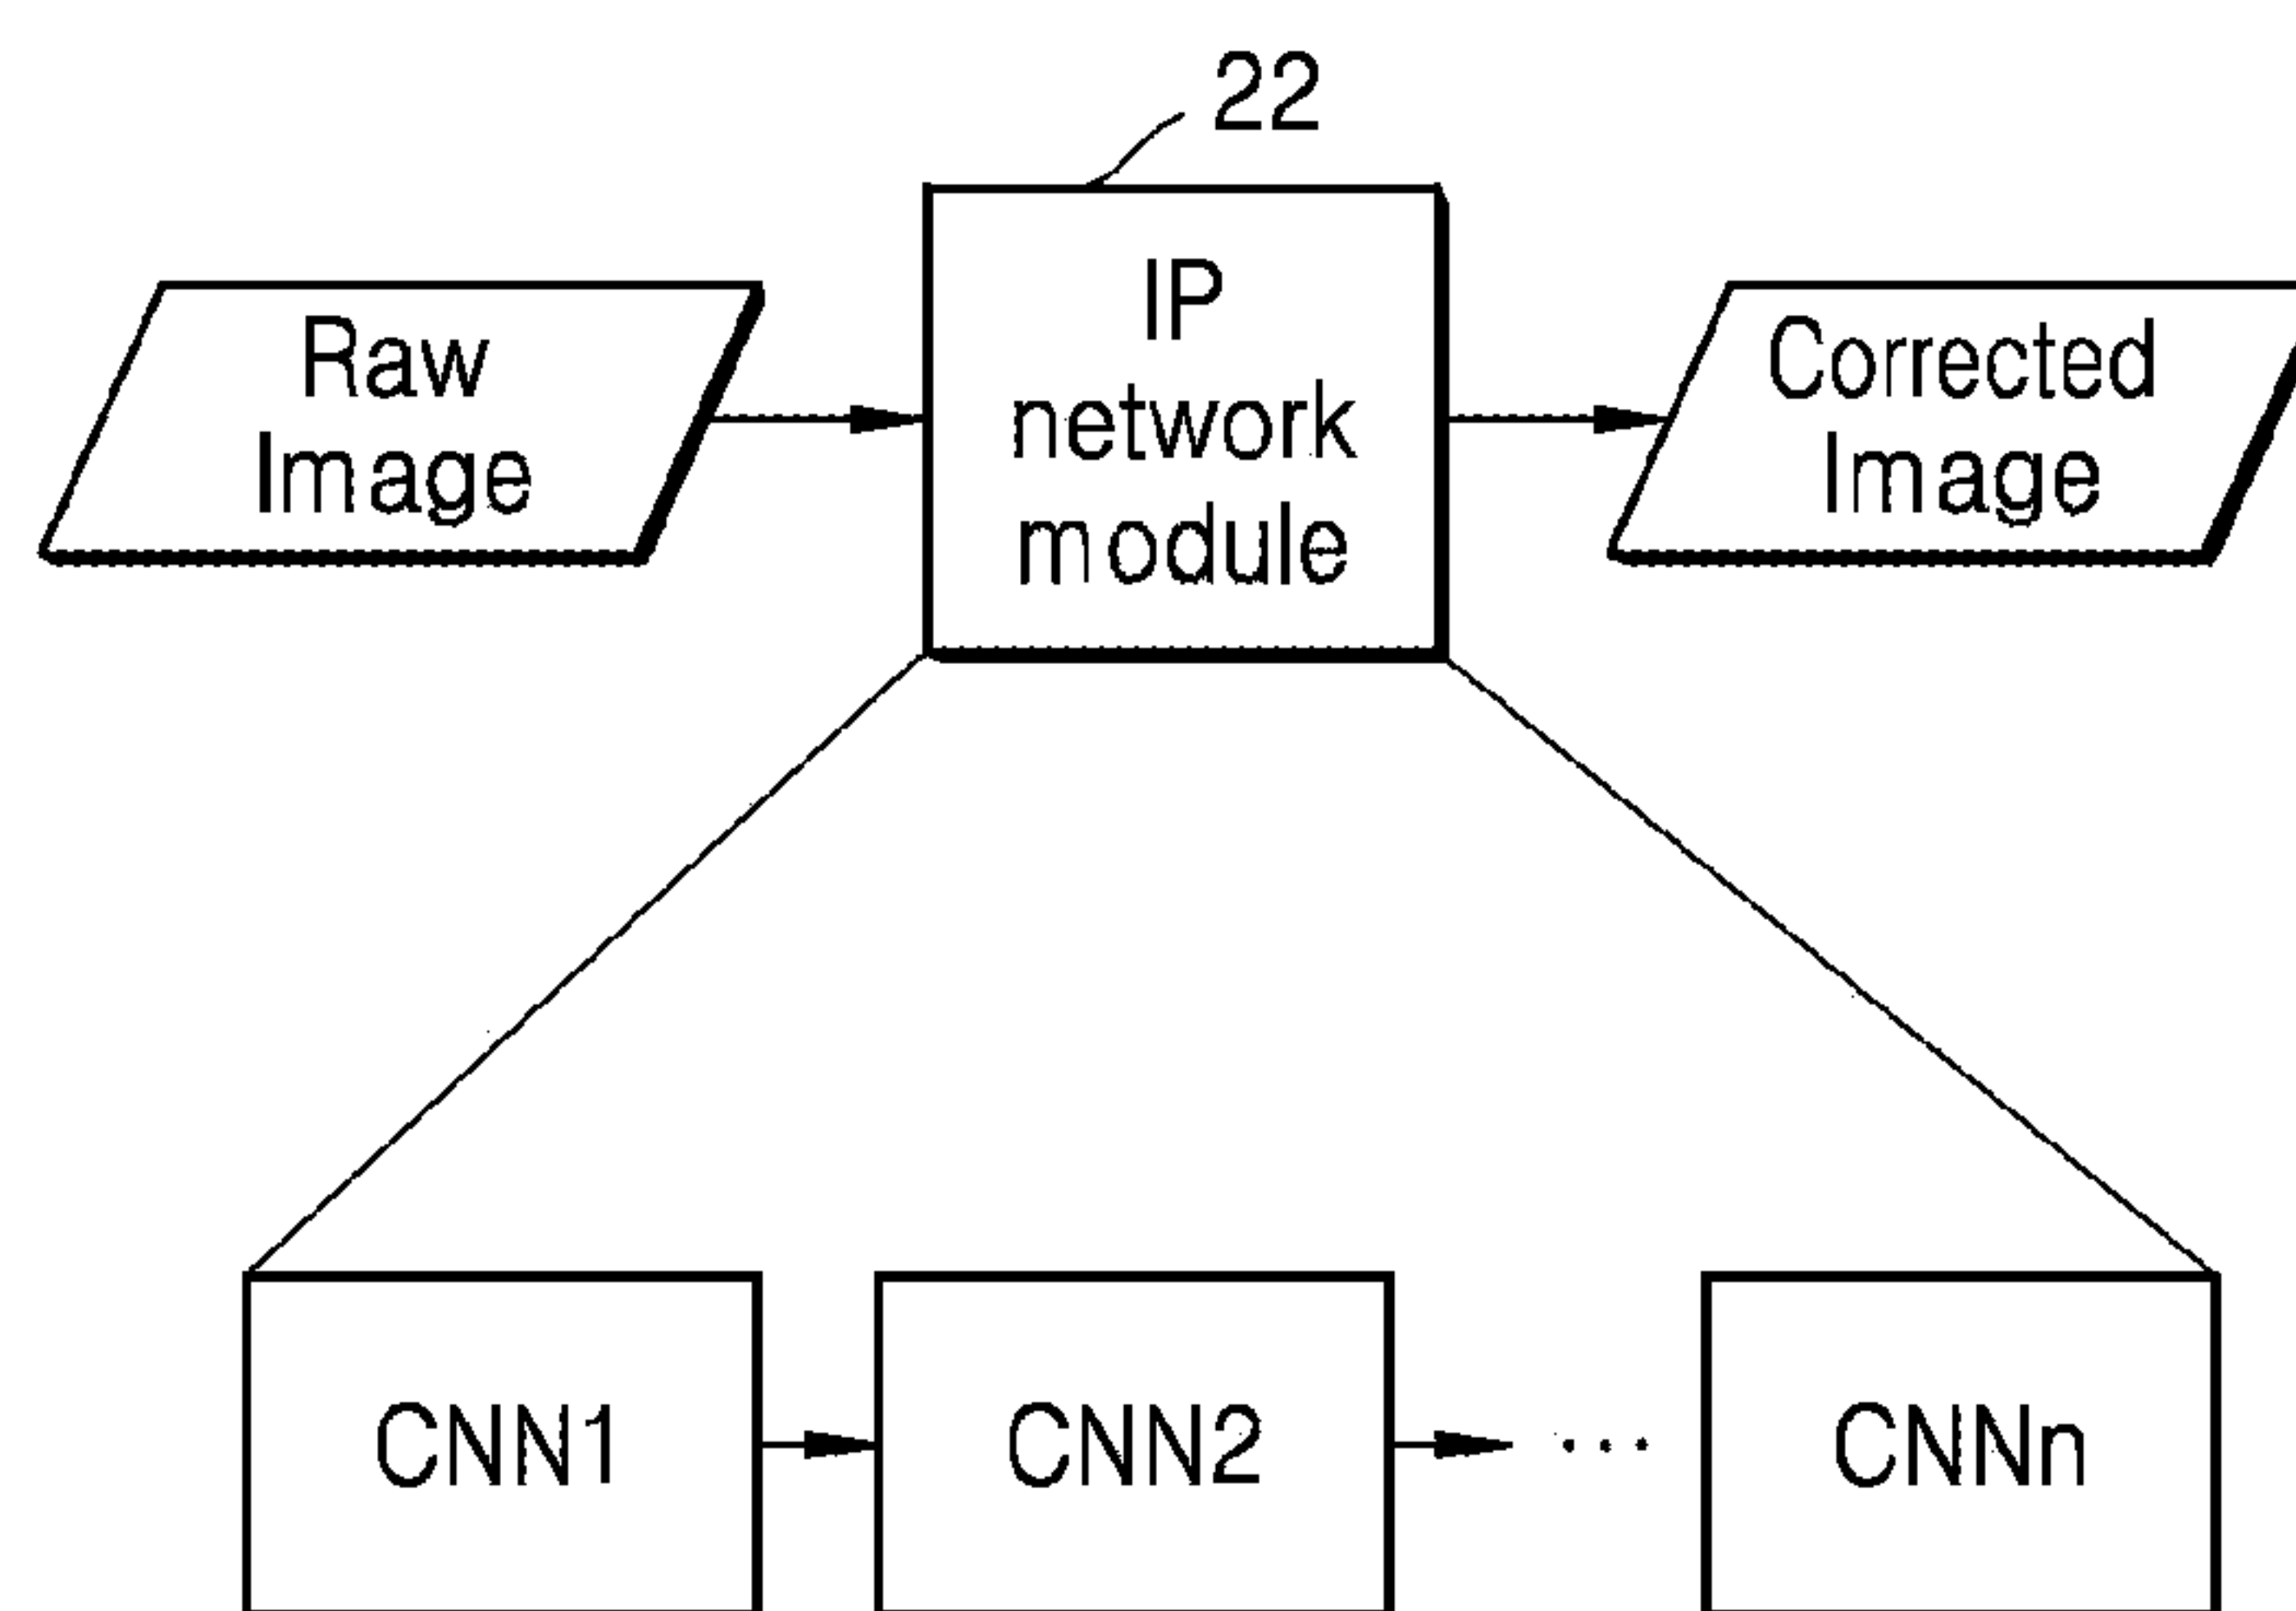 22
Raw
Image
IP
network
module
Corrected
Image
CNN1
CNN2
...
CNNn